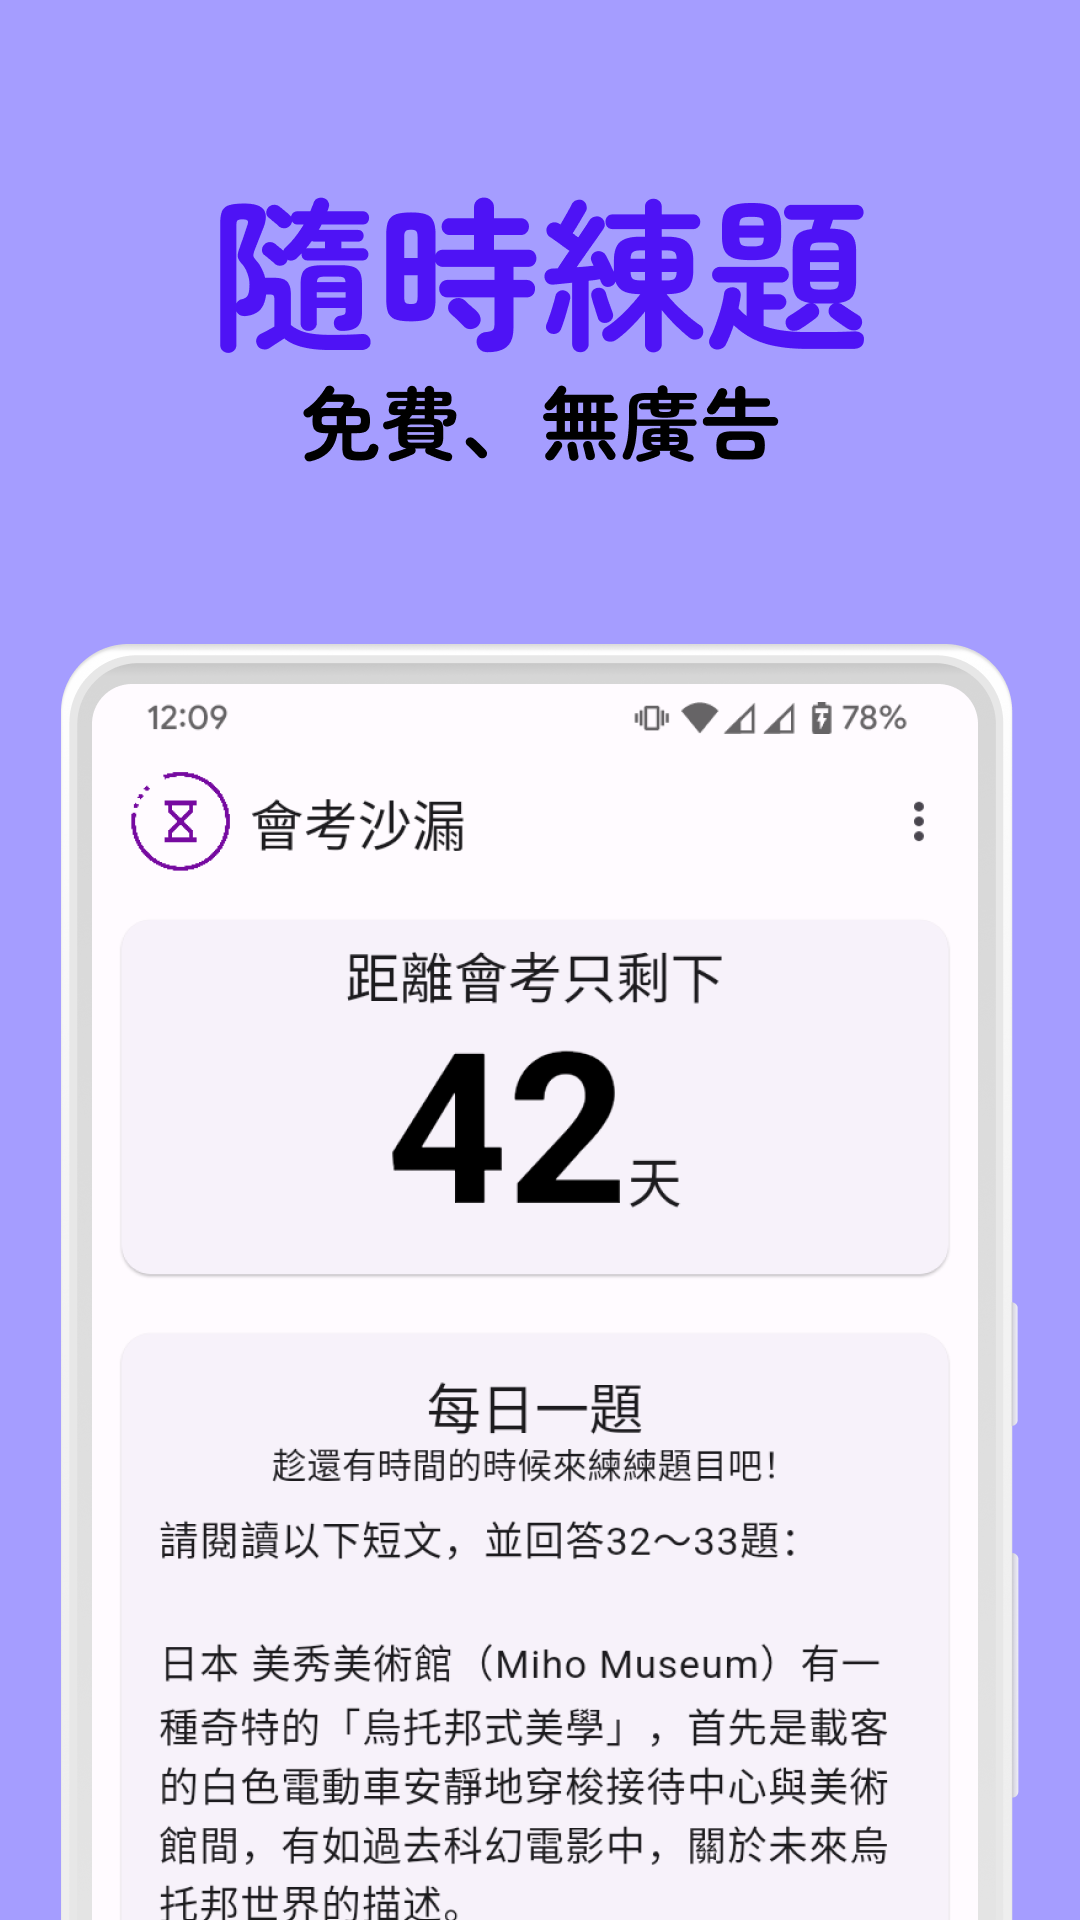 隨時練題
免費、無廣告
12:09 78%
會考沙漏
距離會考只剩下
42天
每日一題
趁還有時間的時候來練練題目吧！
請閱讀以下短文，並回答32～33題：
日本 美秀美術館（Miho Museum）有一
種奇特的「烏托邦式美學」，首先是載客
的白色電動車安靜地穿梭接待中心與美術
館間，有如過去科幻電影中，關於未來烏
托邦世界的描述。